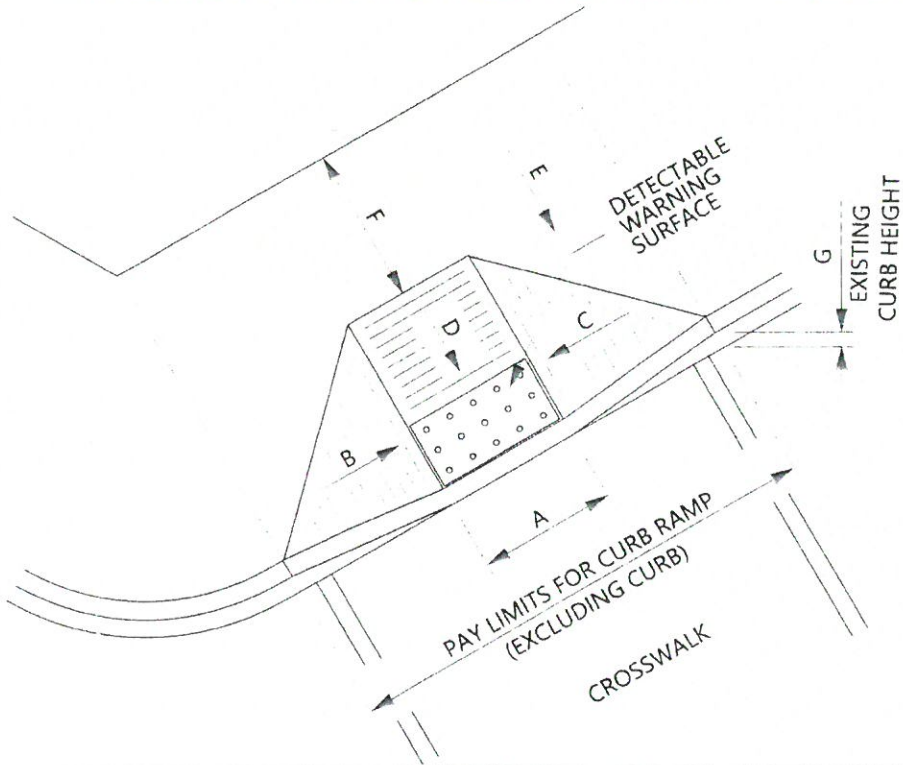 F
E
DETECTABLE
WARNING
SURFACE
G
EXISTING
CURB HEIGHT
D
C
B
A
PAY LIMITS FOR CURB RAMP
(EXCLUDING CURB)
CROSSWALK